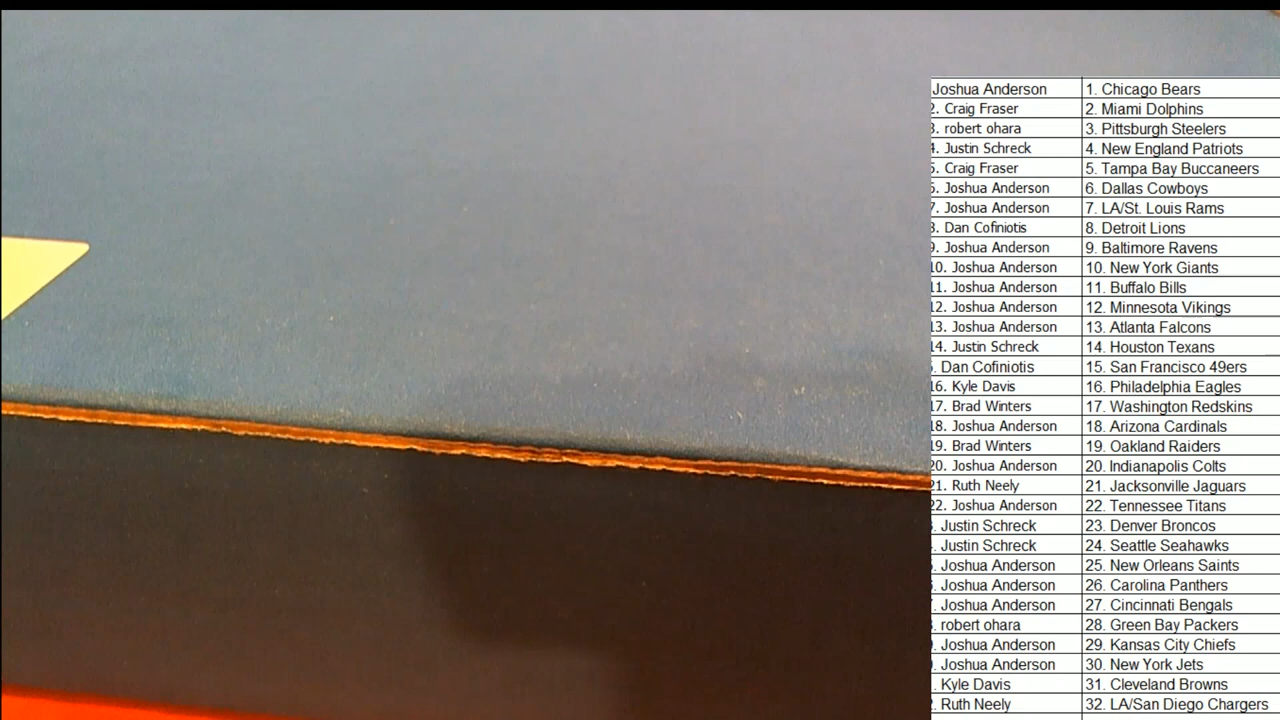 Joshua Anderson 1. Chicago Bears
2. Craig Fraser 2. Miami Dolphins
3. robert ohara 3. Pittsburgh Steelers
4. Justin Schreck 4. New England Patriots
5. Craig Fraser 5. Tampa Bay Buccaneers
6. Joshua Anderson 6. Dallas Cowboys
7. Joshua Anderson 7. LA/St. Louis Rams
8. Dan Cofiniotis 8. Detroit Lions
9. Joshua Anderson 9. Baltimore Ravens
10. Joshua Anderson 10. New York Giants
11. Joshua Anderson 11. Buffalo Bills
12. Joshua Anderson 12. Minnesota Vikings
13. Joshua Anderson 13. Atlanta Falcons
14. Justin Schreck 14. Houston Texans
. Dan Cofiniotis 15. San Francisco 49ers
16. Kyle Davis 16. Philadelphia Eagles
17. Brad Winters 17. Washington Redskins
18. Joshua Anderson 18. Arizona Cardinals
19. Brad Winters 19. Oakland Raiders
20. Joshua Anderson 20. Indianapolis Colts
21. Ruth Neely 21. Jacksonville Jaguars
22. Joshua Anderson 22. Tennessee Titans
. Justin Schreck 23. Denver Broncos
. Justin Schreck 24. Seattle Seahawks
. Joshua Anderson 25. New Orleans Saints
. Joshua Anderson 26. Carolina Panthers
. Joshua Anderson 27. Cincinnati Bengals
. robert ohara 28. Green Bay Packers
. Joshua Anderson 29. Kansas City Chiefs
. Joshua Anderson 30. New York Jets
. Kyle Davis 31. Cleveland Browns
. Ruth Neely 32. LA/San Diego Chargers